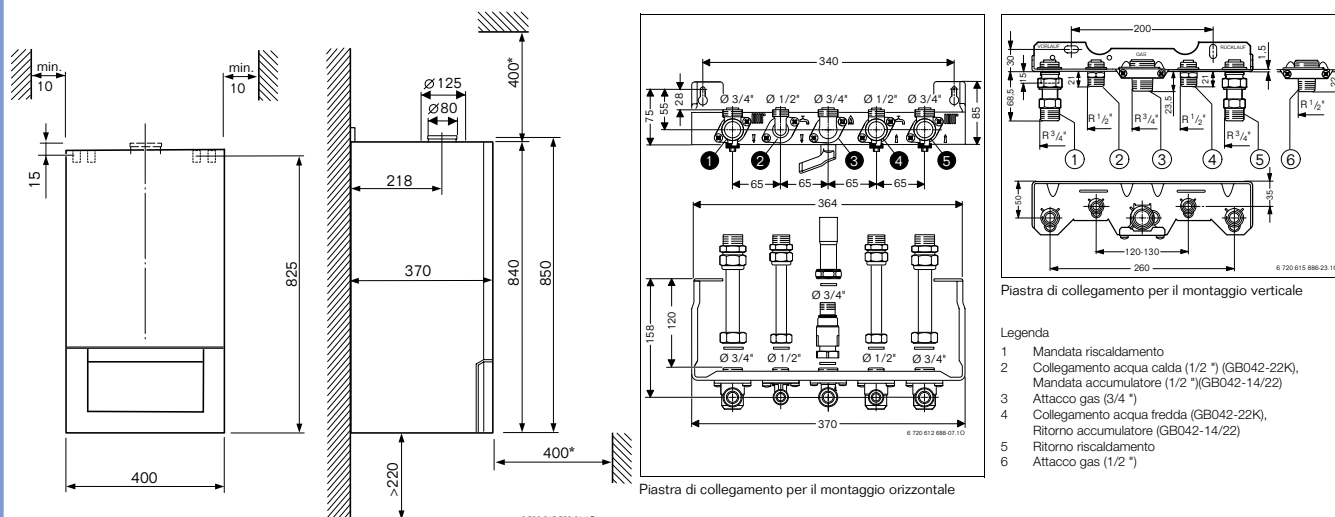 min.
10
min.
10
15
825
400
400*
Ø125
Ø80
218
370
840
850
400*
>220
340
28
55
75
85
Ø 3/4" Ø 1/2" Ø 3/4" Ø 1/2" Ø 3/4"
1 2 3 4 5
65 65 65 65
364
158
120
Ø 3/4"
Ø 3/4" Ø 1/2" Ø 1/2" Ø 3/4"
370
6 720 612 688-07.1O
Piastra di collegamento per il montaggio orizzontale
200
VORLAUF GAS RÜCKLAUF
30
15
68.5
21
23.5
21
1.5
22
R 3/4" R 1/2" R 3/4" R 1/2" R 3/4" R 1/2"
1 2 3 4 5 6
50
35
120-130
260
6 720 615 886-23.1O
Piastra di collegamento per il montaggio verticale
Legenda
1 Mandata riscaldamento
2 Collegamento acqua calda (1/2 ") (GB042-22K),
Mandata accumulatore (1/2 ")(GB042-14/22)
3 Attacco gas (3/4 ")
4 Collegamento acqua fredda (GB042-22K),
Ritorno accumulatore (GB042-14/22)
5 Ritorno riscaldamento
6 Attacco gas (1/2 ")